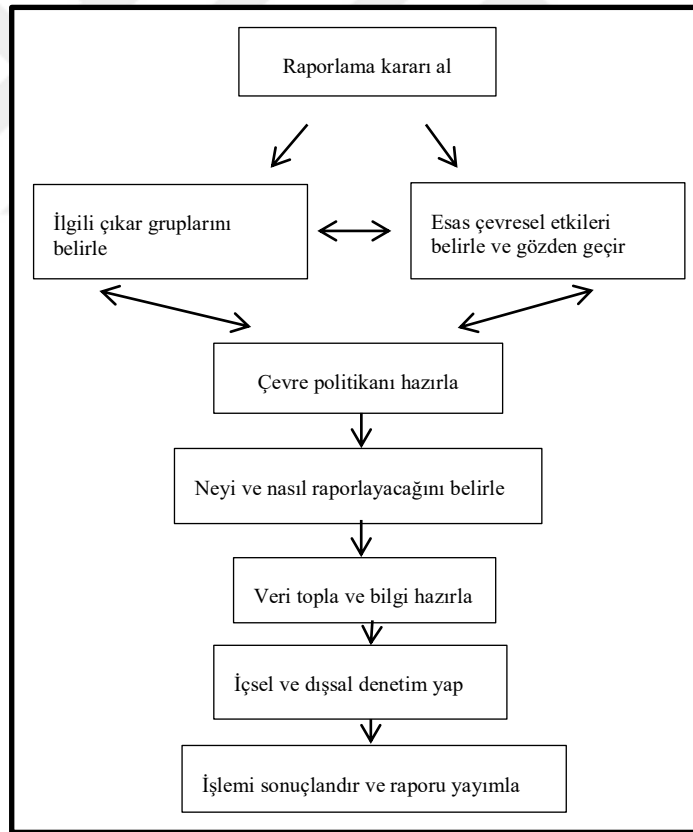 Raporlama kararı al
İlgili çıkar gruplarını
belirle
Esas çevresel etkileri
belirle ve gözden geçir
Çevre politikanı hazırla
Neyi ve nasıl raporlayacağını belirle
Veri topla ve bilgi hazırla
İçsel ve dışsal denetim yap
İşlemi sonuçlandır ve raporu yayımla